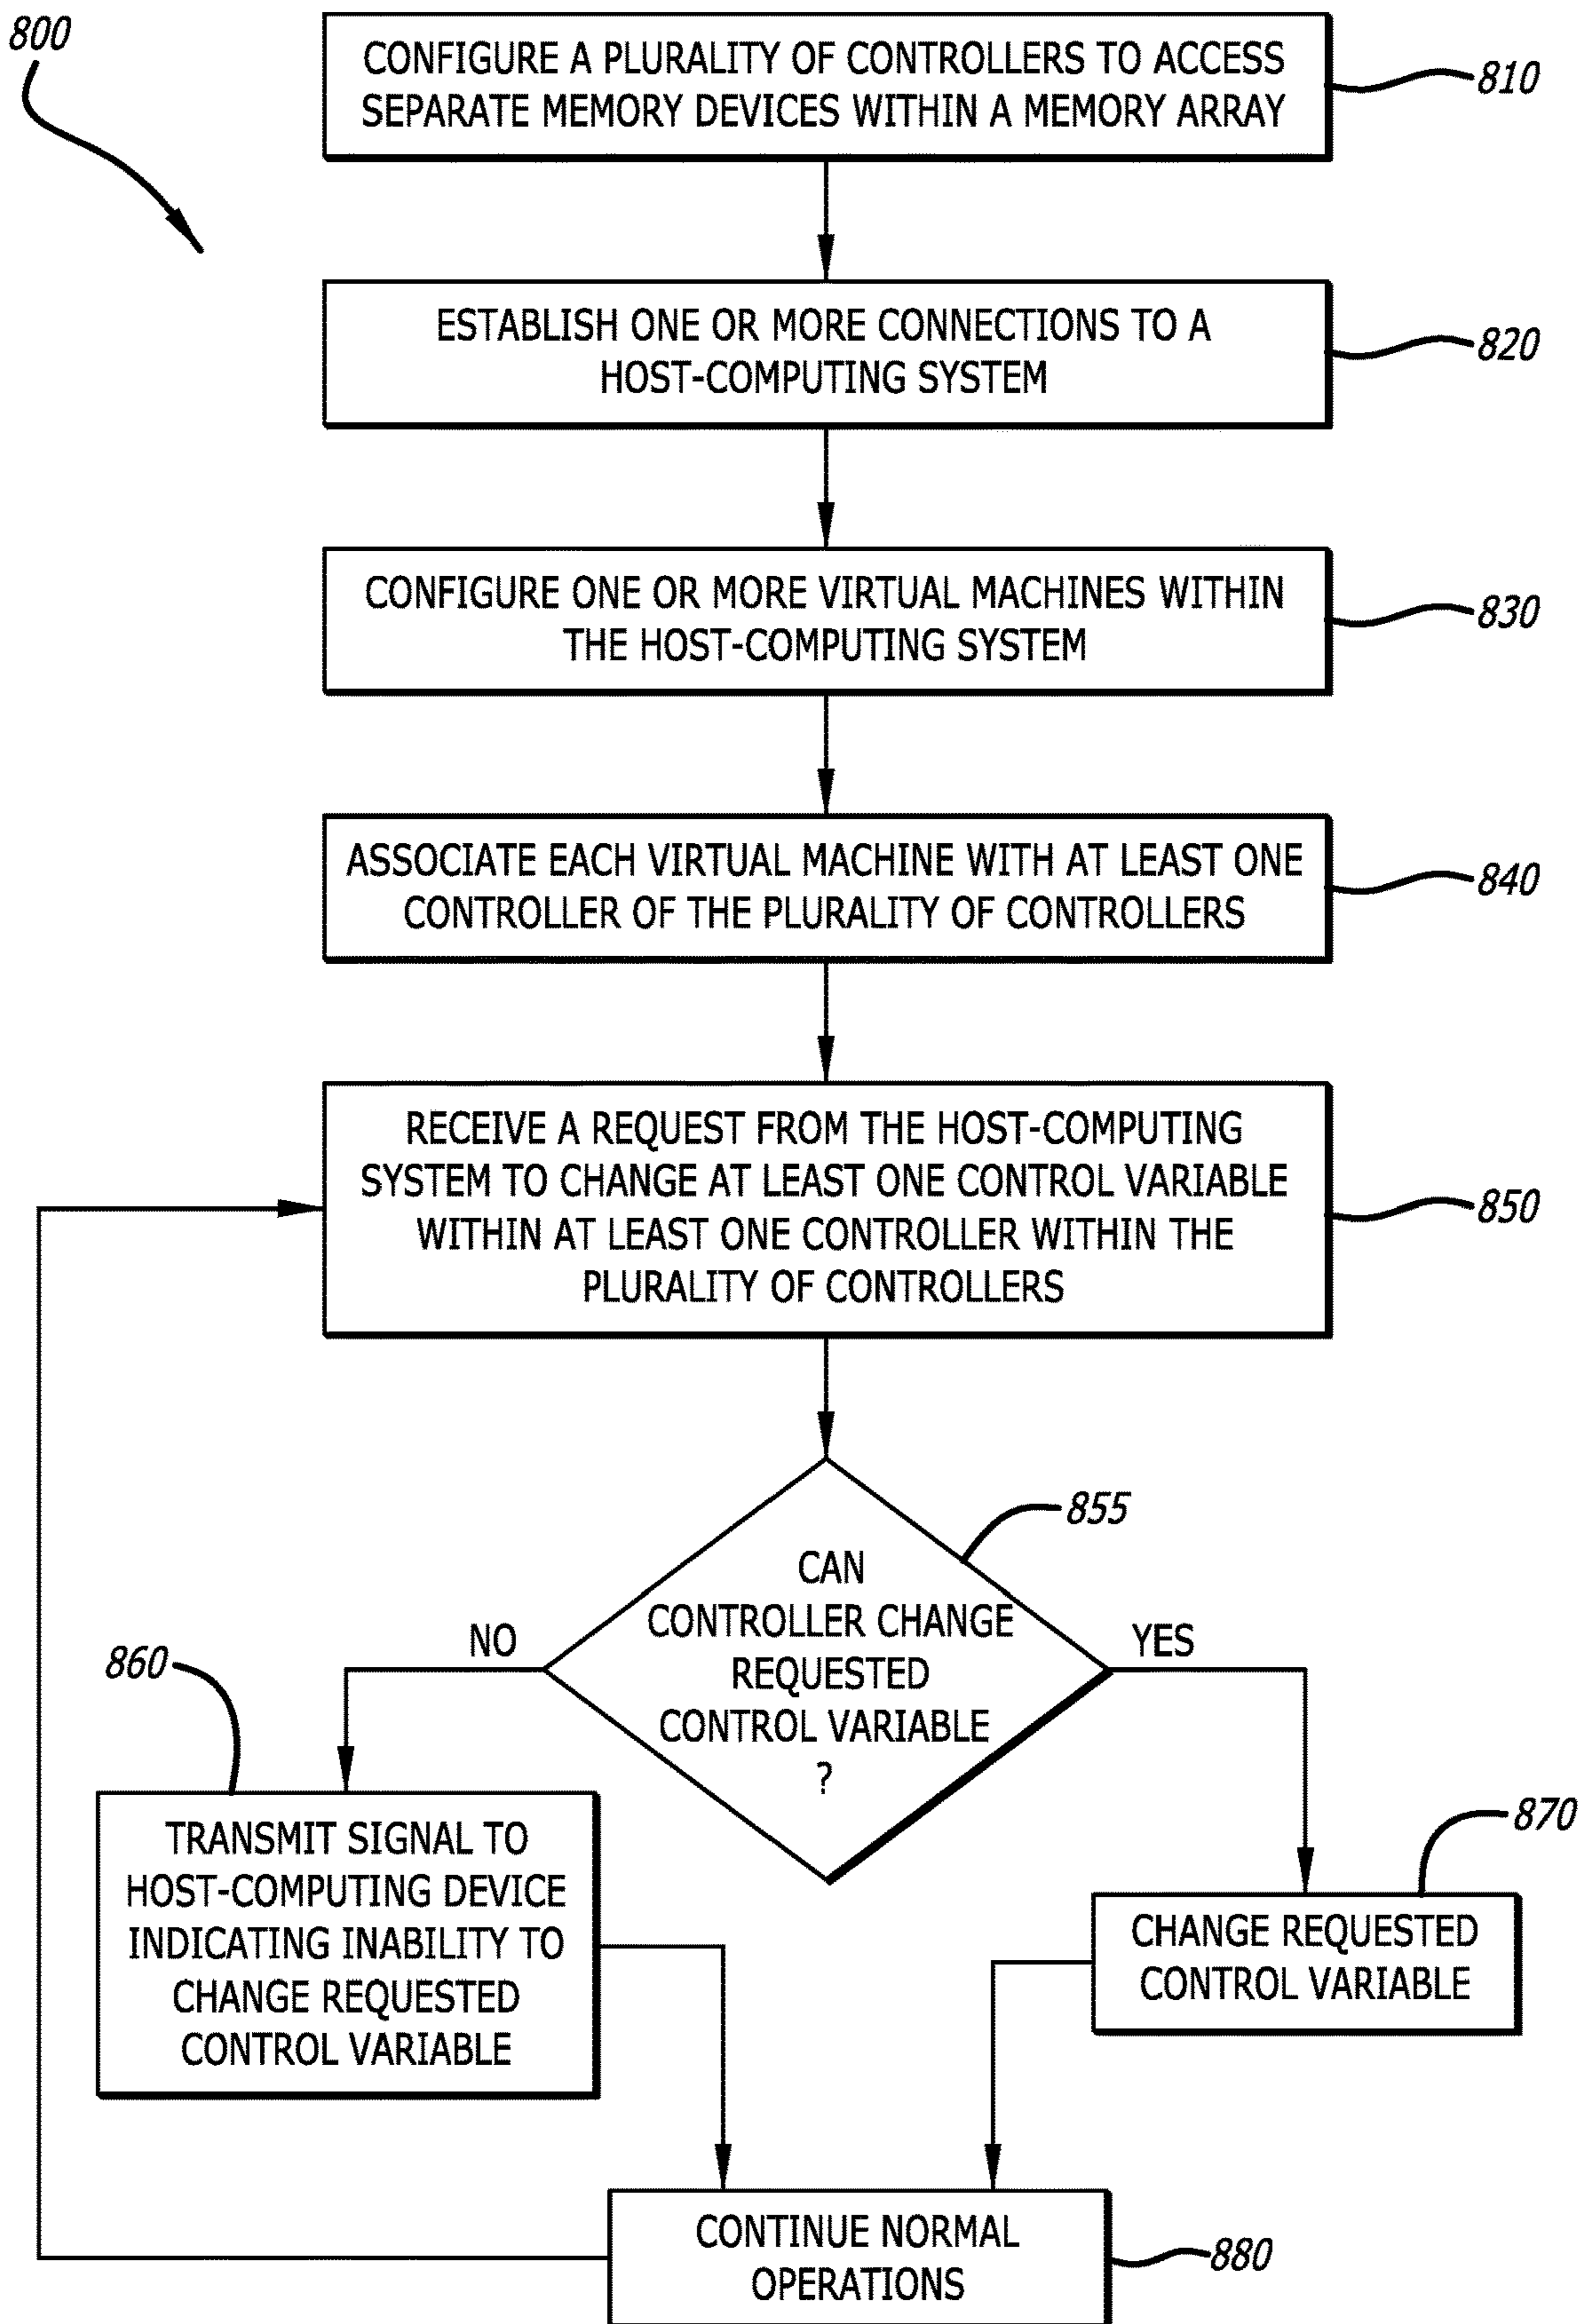 800
CONFIGURE A PLURALITY OF CONTROLLERS TO ACCESS
SEPARATE MEMORY DEVICES WITHIN A MEMORY ARRAY
810
ESTABLISH ONE OR MORE CONNECTIONS TO A
HOST-COMPUTING SYSTEM
820
CONFIGURE ONE OR MORE VIRTUAL MACHINES WITHIN
THE HOST-COMPUTING SYSTEM
830
ASSOCIATE EACH VIRTUAL MACHINE WITH AT LEAST ONE
CONTROLLER OF THE PLURALITY OF CONTROLLERS
840
RECEIVE A REQUEST FROM THE HOST-COMPUTING
SYSTEM TO CHANGE AT LEAST ONE CONTROL VARIABLE
WITHIN AT LEAST ONE CONTROLLER WITHIN THE
PLURALITY OF CONTROLLERS
850
CAN
CONTROLLER CHANGE
REQUESTED
CONTROL VARIABLE
?
855
NO
YES
860
TRANSMIT SIGNAL TO
HOST-COMPUTING DEVICE
INDICATING INABILITY TO
CHANGE REQUESTED
CONTROL VARIABLE
870
CHANGE REQUESTED
CONTROL VARIABLE
CONTINUE NORMAL
OPERATIONS
880